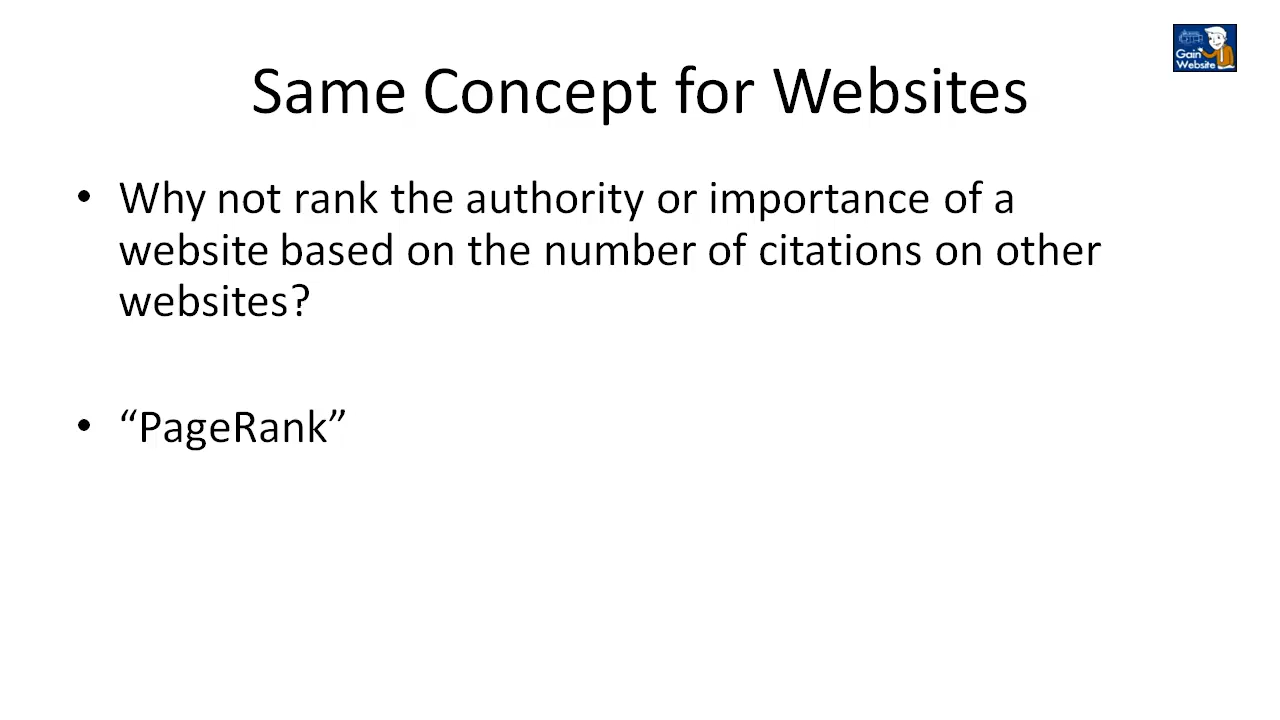 Gain
Website
Same Concept for Websites
• Why not rank the authority or importance of a
website based on the number of citations on other
websites?
• “PageRank”